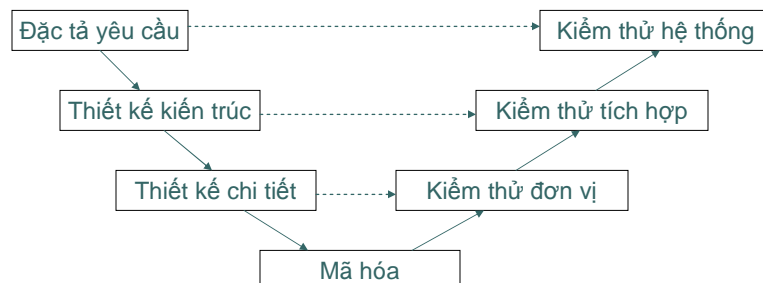 Đặc tả yêu cầu
Kiểm thử hệ thống
Thiết kế kiến trúc
Kiểm thử tích hợp
Thiết kế chi tiết
Kiểm thử đơn vị
Mã hóa